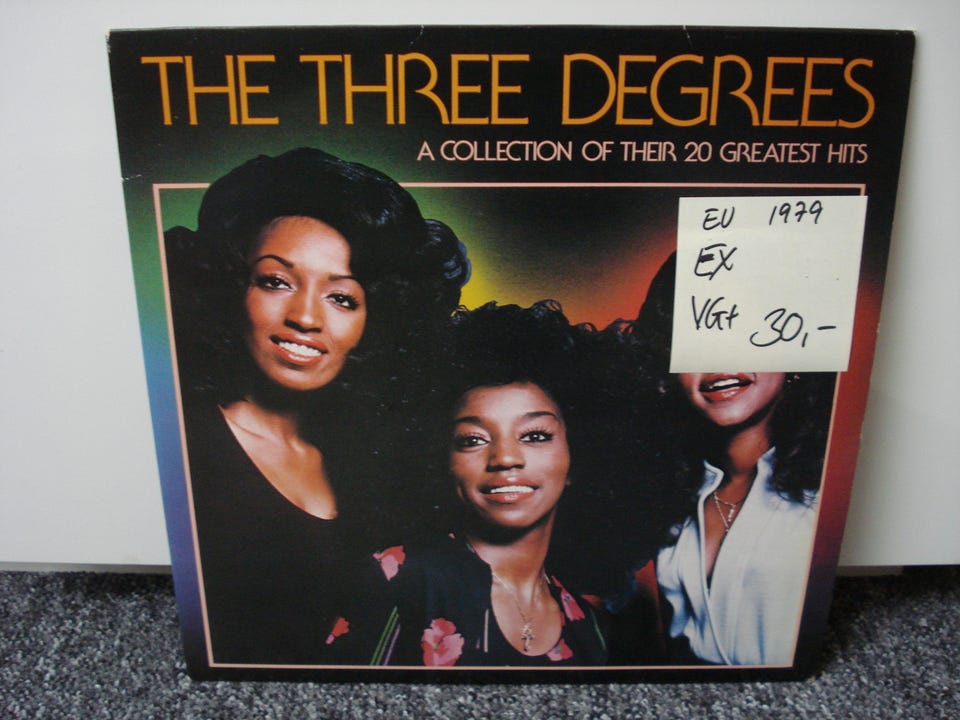 THE THREE DEGREES
A COLLECTION OF THEIR 20 GREATEST HITS
EU 1979
EX
VG+ 30,-